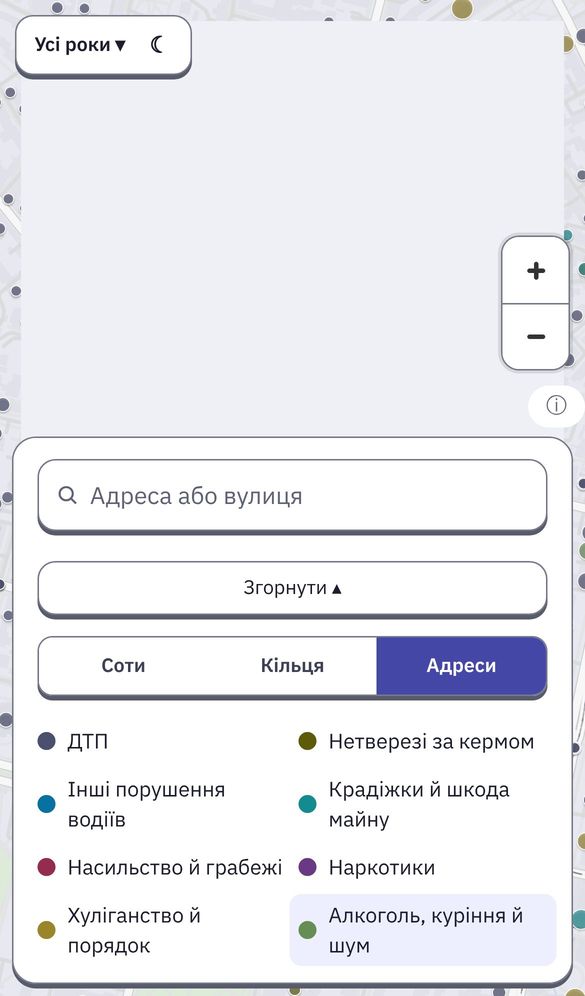 Усі роки ▾
Адреса або вулиця
Згорнути ▴
Соти
Кільця
Адреси
ДТП
Нетверезі за кермом
Інші порушення
водіїв
Крадіжки й шкода
майну
Насильство й грабежі
Наркотики
Хуліганство й
порядок
Алкоголь, куріння й
шум